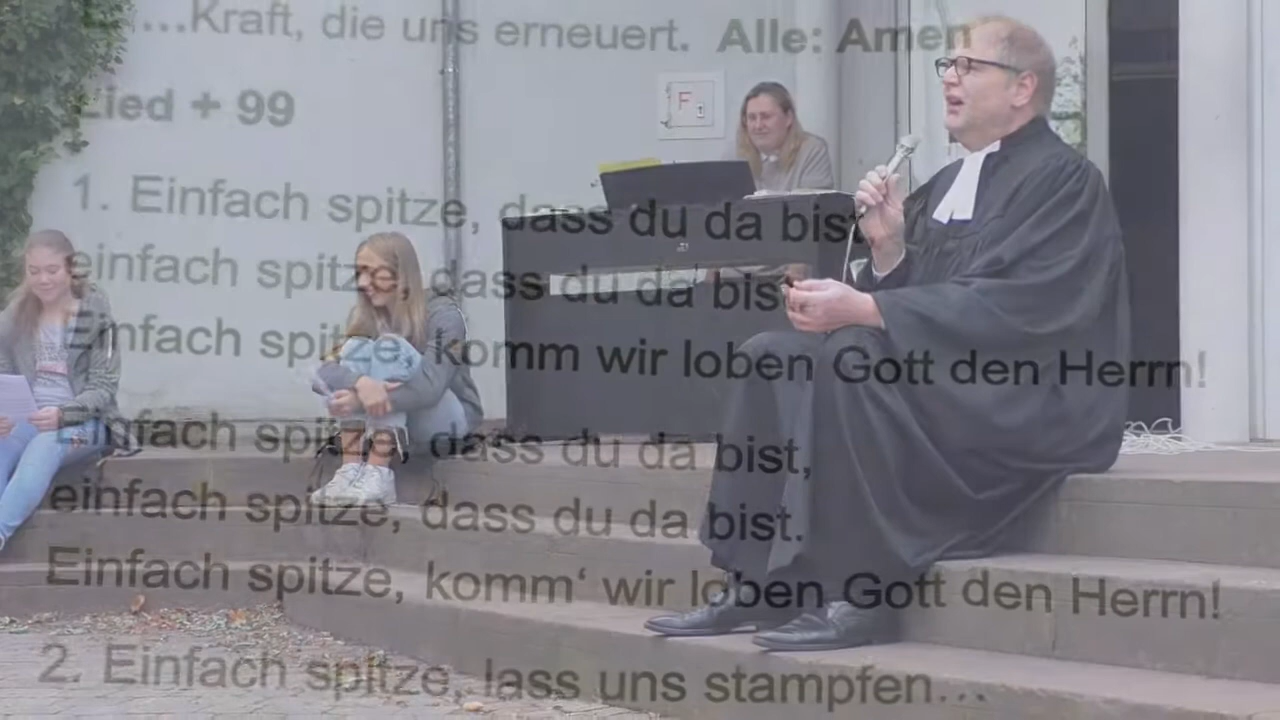 ...Kraft, die uns erneuert. Alle: Amen
Lied + 99
1. Einfach spitze, dass du da bist,
einfach spitze, dass du da bist.
Einfach spitze, komm wir loben Gott den Herrn!
Einfach spitze, dass du da bist,
einfach spitze, dass du da bist.
Einfach spitze, komm‘ wir loben Gott den Herrn!
2. Einfach spitze, lass uns stampfen...
F